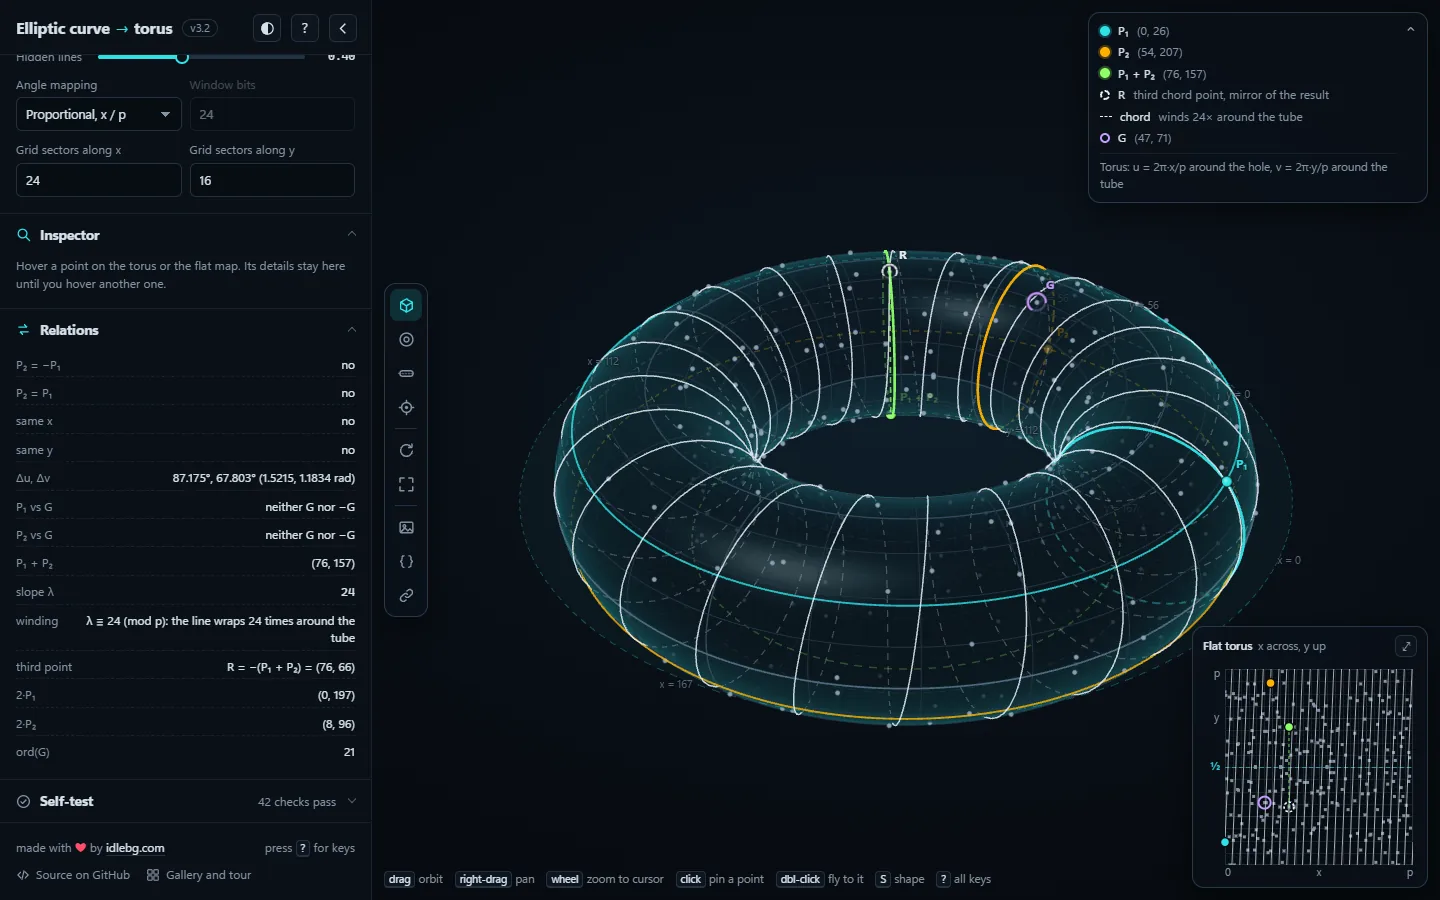 Elliptic curve → torus v3.2 ?
Hidden lines 0.40
Angle mapping Window bits
Proportional, x / p 24
Grid sectors along x Grid sectors along y
24 16
Inspector
Hover a point on the torus or the flat map. Its details stay here
until you hover another one.
Relations
P₂ = −P₁ no
P₂ = P₁ no
same x no
same y no
Δu, Δv 87.175°, 67.803° (1.5215, 1.1834 rad)
P₁ vs G neither G nor −G
P₂ vs G neither G nor −G
P₁ + P₂ (76, 157)
slope λ 24
winding λ ≡ 24 (mod p): the line wraps 24 times around the
tube
third point R = −(P₁ + P₂) = (76, 66)
2·P₁ (0, 197)
2·P₂ (8, 96)
ord(G) 21
Self-test 42 checks pass
made with ❤ by idlebg.com press ? for keys
Source on GitHub Gallery and tour
P₁ (0, 26)
P₂ (54, 207)
P₁ + P₂ (76, 157)
R third chord point, mirror of the result
chord winds 24× around the tube
G (47, 71)
Torus: u = 2π·x/p around the hole, v = 2π·y/p around the
tube
R
G
x = 56
P₂
x = 112
= 0
P₁ + P₂
x = 112
P₁
x = 0
x = 167
Flat torus x across, y up
p
y
½
0 x p
drag orbit right-drag pan wheel zoom to cursor click pin a point dbl-click fly to it S shape ? all keys